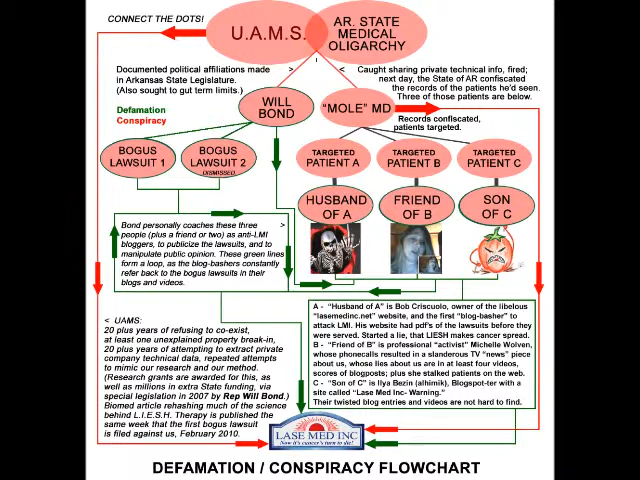 CONNECT THE DOTS!
U.A.M.S.
AR. STATE
MEDICAL
OLIGARCHY
Documented political affiliations made >
in Arkansas State Legislature.
(Also sought to gut term limits.)
< Caught sharing private technical info, fired;
next day, the State of AR confiscated
the records of the patients he'd seen.
Three of those patients are below.
Defamation
Conspiracy
WILL
BOND
"MOLE" MD
Records confiscated,
patients targeted.
BOGUS
LAWSUIT 1
BOGUS
LAWSUIT 2
DISMISSED
TARGETED
PATIENT A
TARGETED
PATIENT B
TARGETED
PATIENT C
HUSBAND
OF A
FRIEND
OF B
SON
OF C
Bond personally coaches these three >
people (plus a friend or two) as anti-LMI
bloggers, to publicize the lawsuits, and to
manipulate public opinion. These green lines
form a loop, as the blog-bashers constantly
refer back to the bogus lawsuits in their
blogs and videos.
< UAMS:
20 plus years of refusing to co-exist,
at least one unexplained property break-in,
20 plus years of attempting to extract private
company technical data, repeated attempts
to mimic our research and our method.
(Research grants are awarded for this, as
well as millions in extra State funding, via
special legislation in 2007 by Rep Will Bond.)
Biomed article rehashing much of the science
behind L.I.E.S.H. Therapy is published the
same week that the first bogus lawsuit
is filed against us, February 2010.
A - "Husband of A" is Bob Criscuolo, owner of the libelous
"lasemedinc.net" website, and the first "blog-basher" to
attack LMI. His website had pdf's of the lawsuits before they
were served. Started a lie, that LIESH makes cancer spread.
B - "Friend of B" is professional "activist" Michelle Wolven,
whose phonecalls resulted in a slanderous TV "news" piece
about us, whose lies about us are in at least four videos,
scores of blogposts; plus she stalked patients on the web.
C - "Son of C" is Ilya Bezin (alhimik), Blogspot-ter with a
site called "Lase Med Inc- Warning."
Their twisted blog entries and videos are not hard to find.
LASE MED INC
Now it's cancer's turn to die!
DEFAMATION / CONSPIRACY FLOWCHART